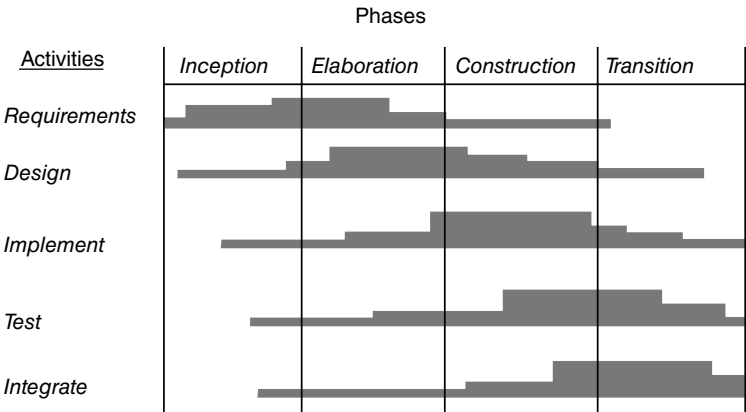 Phases
Activities
Inception Elaboration Construction Transition
Requirements
Design
Implement
Test
Integrate